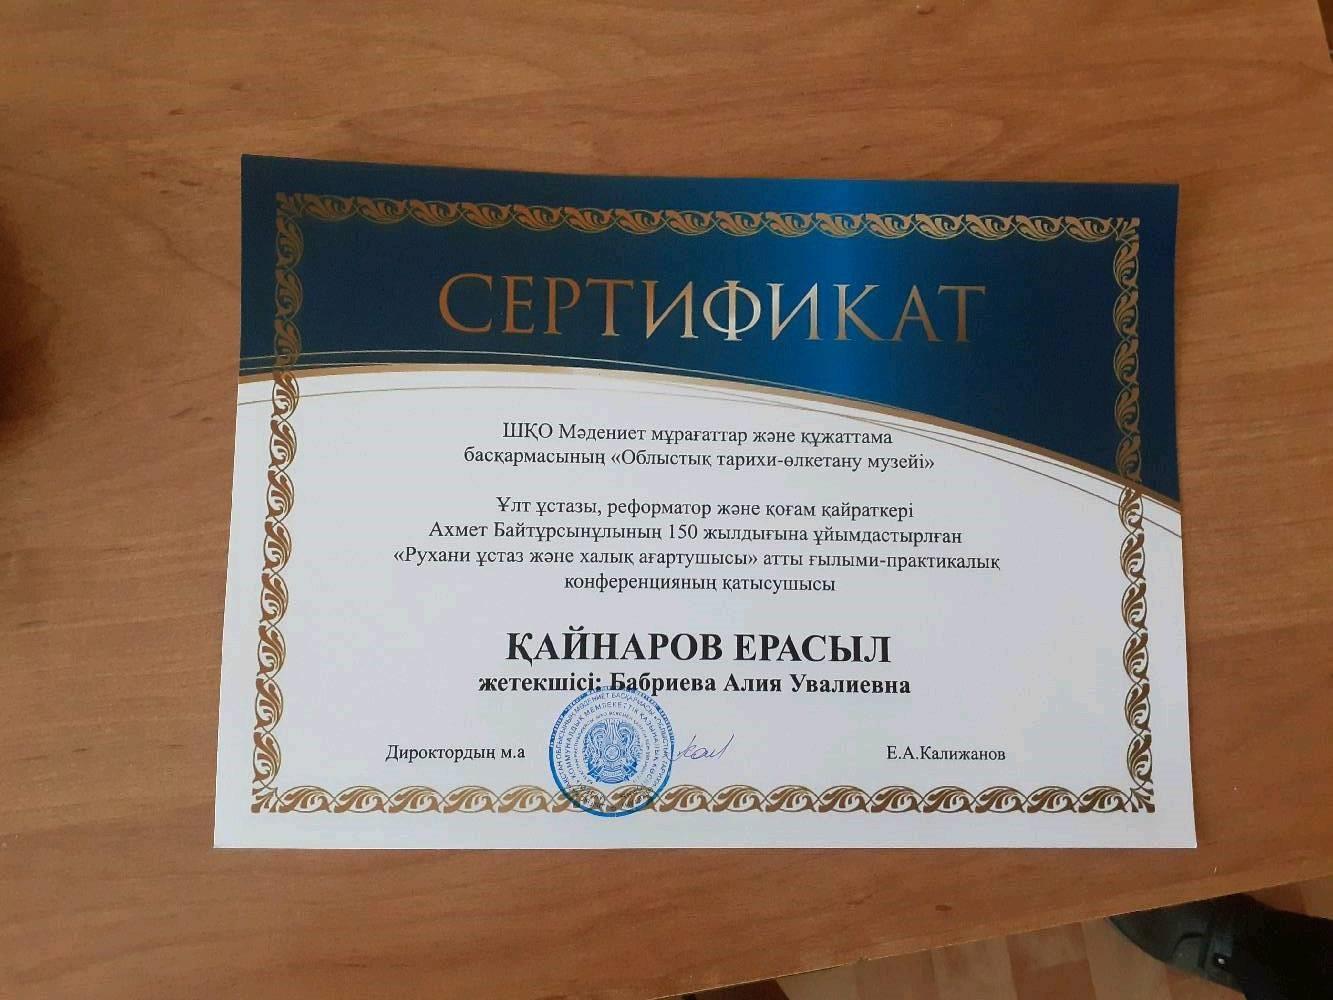 СЕРТИФИКАТ
ШҚО Мәдениет мұрағаттар және құжаттама
басқармасының «Облыстық тарихи-өлкетану музейі»
Ұлт ұстазы, реформатор және қоғам қайраткері
Ахмет Байтұрсынұлының 150 жылдығына ұйымдастырлған
«Рухани ұстаз және халық ағартушысы» атты ғылыми-практикалық
конференцияның қатысушысы
ҚАЙНАРОВ ЕРАСЫЛ
жетекшісі: Бабриева Алия Увалиевна
Директордың м.а
Е.А.Калижанов